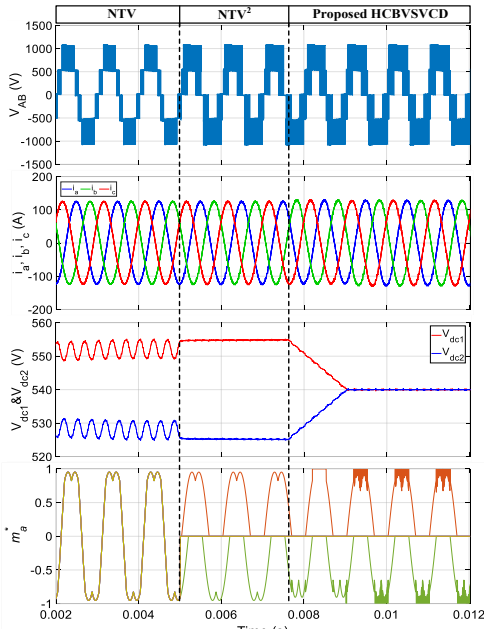 NTV NTV² Proposed HCBVSVCD
1500
1000
500
0
-500
-1000
-1500
V_AB (V)
200
100
0
-100
-200
i_a i_b i_c
i_a, i_b, i_c (A)
560
550
540
530
520
V_dc1
V_dc2
V_dc1&V_dc2 (V)
1
0.5
0
-0.5
-1
m_a^*
0.002 0.004 0.006 0.008 0.01 0.012